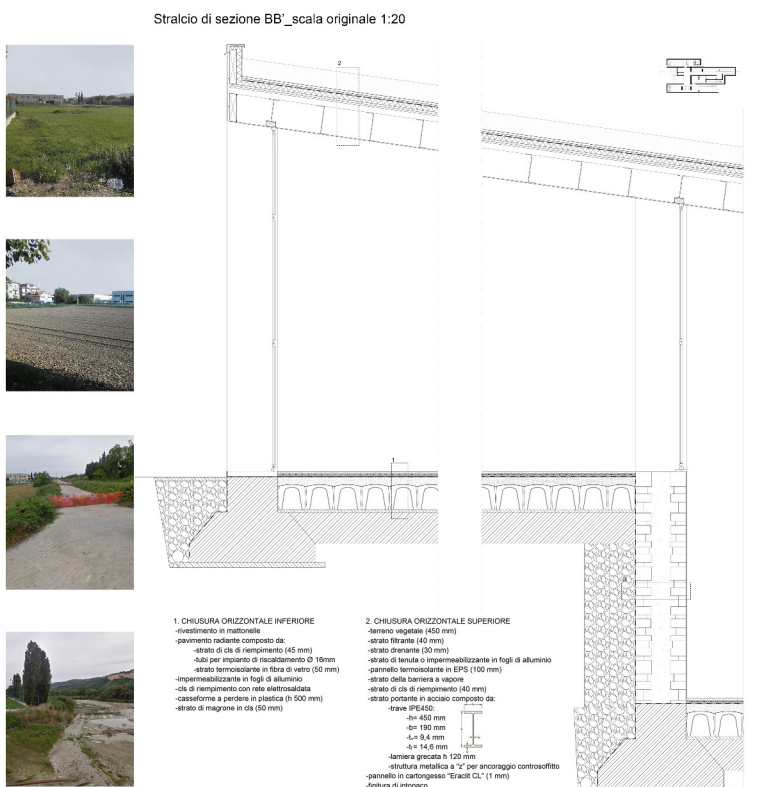 Stralcio di sezione BB'_scala originale 1:20
2
1
3
1. CHIUSURA ORIZZONTALE INFERIORE
-rivestimento in mattonelle
-pavimento radiante composto da:
-strato di cls di riempimento (45 mm)
-tubi per impianto di riscaldamento Ø 16mm
-strato termoisolante in fibra di vetro (50 mm)
-impermeabilizzante in fogli di alluminio
-cls di riempimento con rete elettrosaldata
-casseforme a perdere in plastica (h 500 mm)
-strato di magrone in cls (50 mm)
2. CHIUSURA ORIZZONTALE SUPERIORE
-terreno vegetale (450 mm)
-strato filtrante (40 mm)
-strato drenante (30 mm)
-strato di tenuta o impermeabilizzante in fogli di alluminio
-pannello termoisolante in EPS (100 mm)
-strato della barriera a vapore
-strato di cls di riempimento (40 mm)
-strato portante in acciaio composto da:
-trave IPE450:
-h= 450 mm
-b= 190 mm
= 9,4 mm
= 14,6 mm
-lamiera grecata h 120 mm
-struttura metallica a "z" per ancoraggio controsoffitto
-pannello in cartongesso "Eraclit CL" (1 mm)
-finitura di intonaco